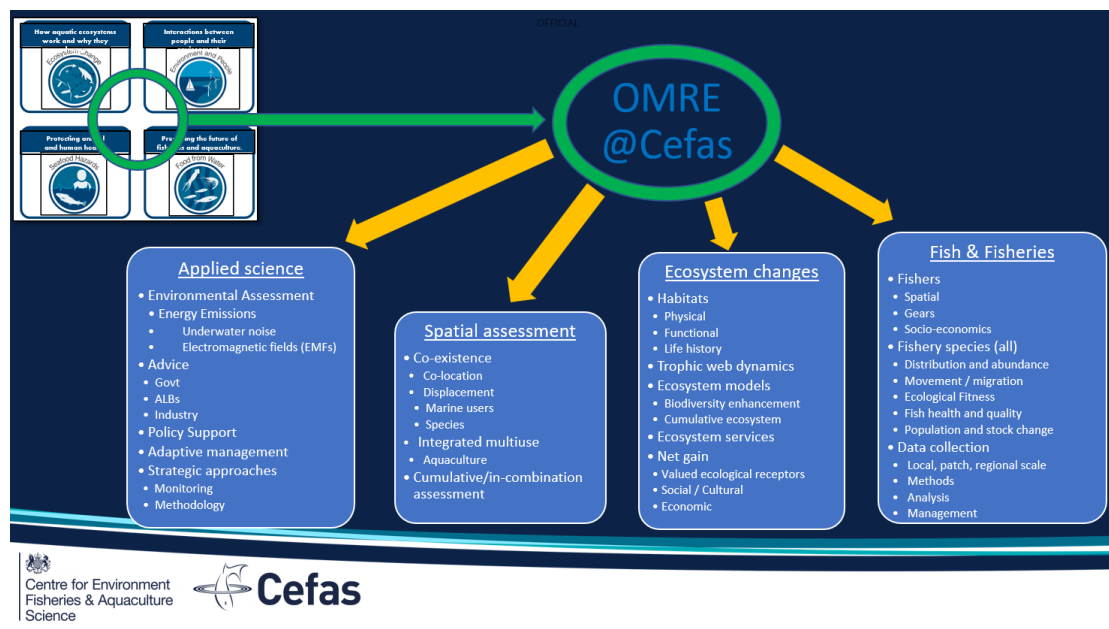 OFFICIAL
How aquatic ecosystems
work and why they
Ecosystem Change
Interactions between
people and their
Environment and People
Protecting
and human
Seafood Hazards
the future of
and aquaculture.
Food from Water
OMRE
@Cefas
Applied science
• Environmental Assessment
• Energy Emissions
• Underwater noise
• Electromagnetic fields (EMFs)
• Advice
• Govt
• ALBs
• Industry
• Policy Support
• Adaptive management
• Strategic approaches
• Monitoring
• Methodology
Spatial assessment
• Co-existence
• Co-location
• Displacement
• Marine users
• Species
• Integrated multiuse
• Aquaculture
• Cumulative/in-combination
assessment
Ecosystem changes
• Habitats
• Physical
• Functional
• Life history
• Trophic web dynamics
• Ecosystem models
• Biodiversity enhancement
• Cumulative ecosystem
• Ecosystem services
• Net gain
• Valued ecological receptors
• Social / Cultural
• Economic
Fish & Fisheries
• Fishers
• Spatial
• Gears
• Socio-economics
• Fishery species (all)
• Distribution and abundance
• Movement / migration
• Ecological Fitness
• Fish health and quality
• Population and stock change
• Data collection
• Local, patch, regional scale
• Methods
• Analysis
• Management
Centre for Environment
Fisheries & Aquaculture
Science
Cefas